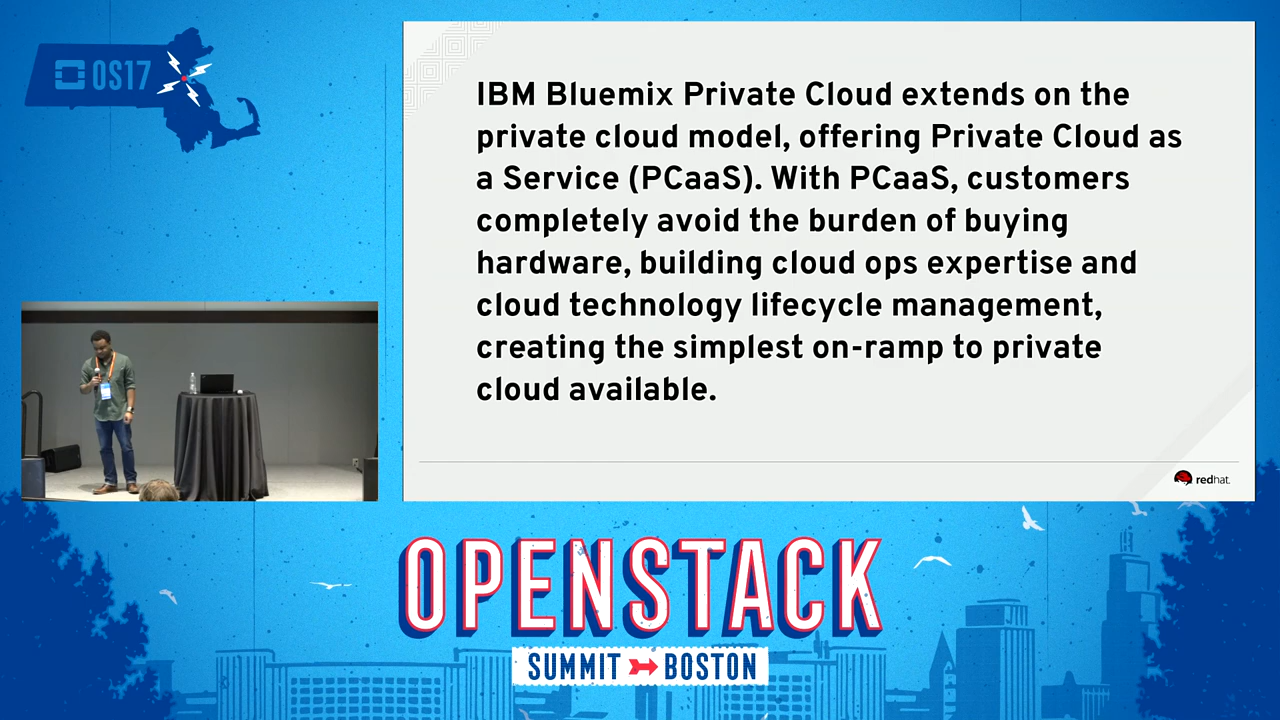 OS17
IBM Bluemix Private Cloud extends on the
private cloud model, offering Private Cloud as
a Service (PCaaS). With PCaaS, customers
completely avoid the burden of buying
hardware, building cloud ops expertise and
cloud technology lifecycle management,
creating the simplest on-ramp to private
cloud available.
redhat.
OPENSTACK
SUMMIT BOSTON